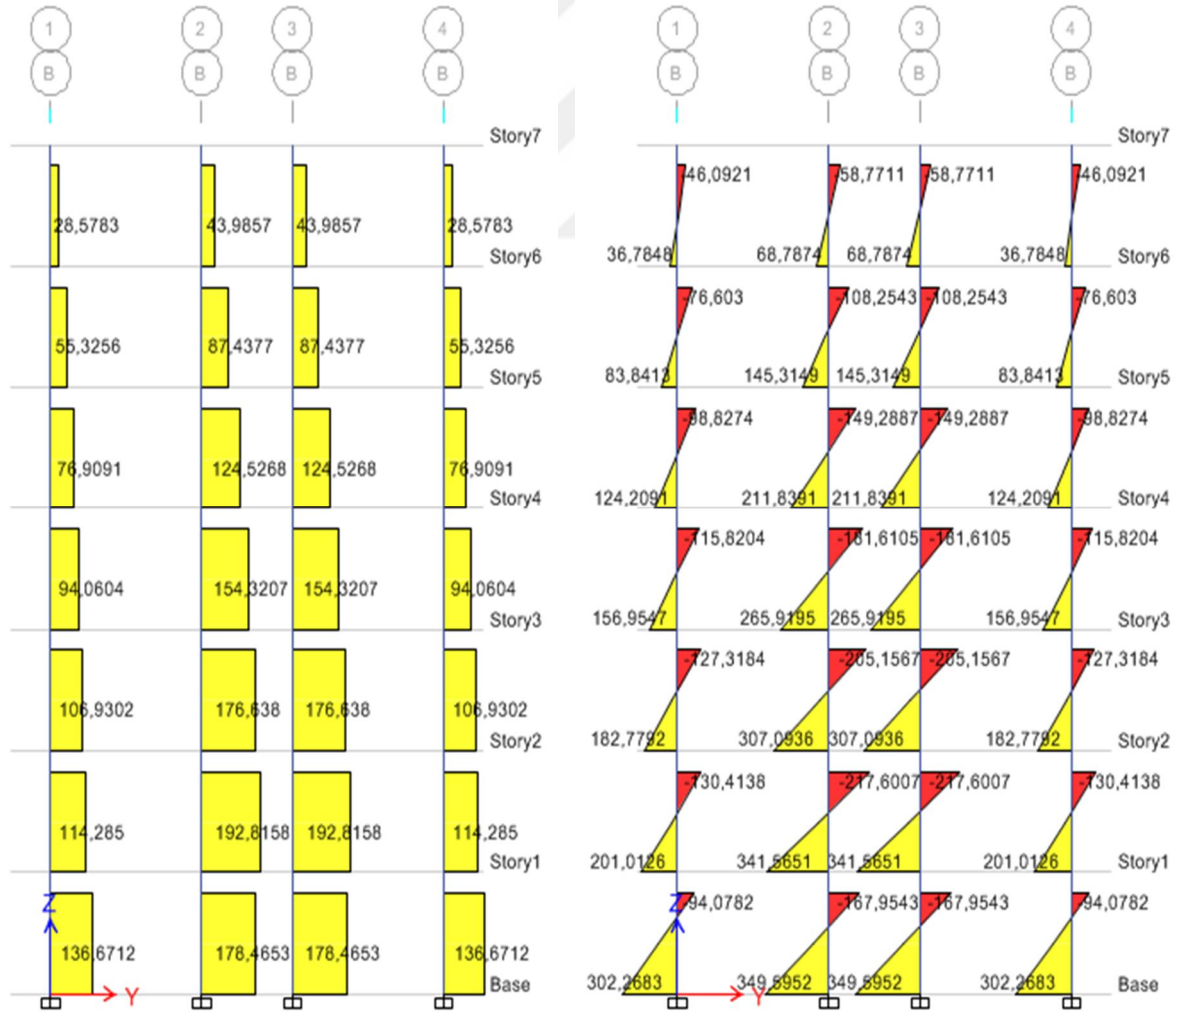 1 2 3 4 1 2 3 4
B B B B B B B B
Story7 Story7
-46,0921 -58,7711 -58,7711 -46,0921
28,5783 43,9857 43,9857 28,5783
36,7848 68,7874 68,7874 36,7848
Story6 Story6
-76,603 -108,2543 -108,2543 -76,603
55,3256 87,4377 87,4377 55,3256
83,8413 145,3149 145,3149 83,8413
Story5 Story5
-98,8274 -149,2887 -149,2887 -98,8274
76,9091 124,5268 124,5268 76,9091
124,2091 211,8391 211,8391 124,2091
Story4 Story4
-115,8204 -181,6105 -181,6105 -115,8204
94,0604 154,3207 154,3207 94,0604
156,9547 265,9195 265,9195 156,9547
Story3 Story3
-127,3184 -205,1567 -205,1567 -127,3184
106,9302 176,638 176,638 106,9302
182,7792 307,0936 307,0936 182,7792
Story2 Story2
-130,4138 -217,6007 -217,6007 -130,4138
114,285 192,8158 192,8158 114,285
201,0126 341,5651 341,5651 201,0126
Story1 Story1
Z Z -94,0782 -167,9543 -167,9543 -94,0782
136,6712 178,4653 178,4653 136,6712
302,2683 349,5952 349,5952 302,2683
Base Base
Y Y